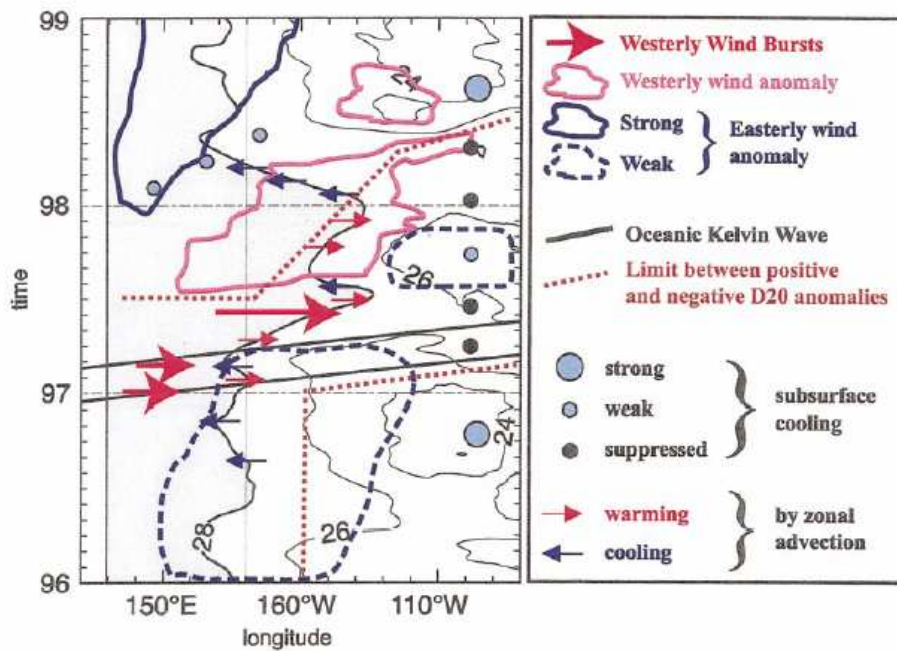 99
98
97
96
time
150°E
160°W
110°W
longitude
24
26
28
26
24
Westerly Wind Bursts
Westerly wind anomaly
Strong
Weak
Easterly wind
anomaly
Oceanic Kelvin Wave
Limit between positive
and negative D20 anomalies
strong
weak
suppressed
subsurface
cooling
warming
cooling
by zonal
advection